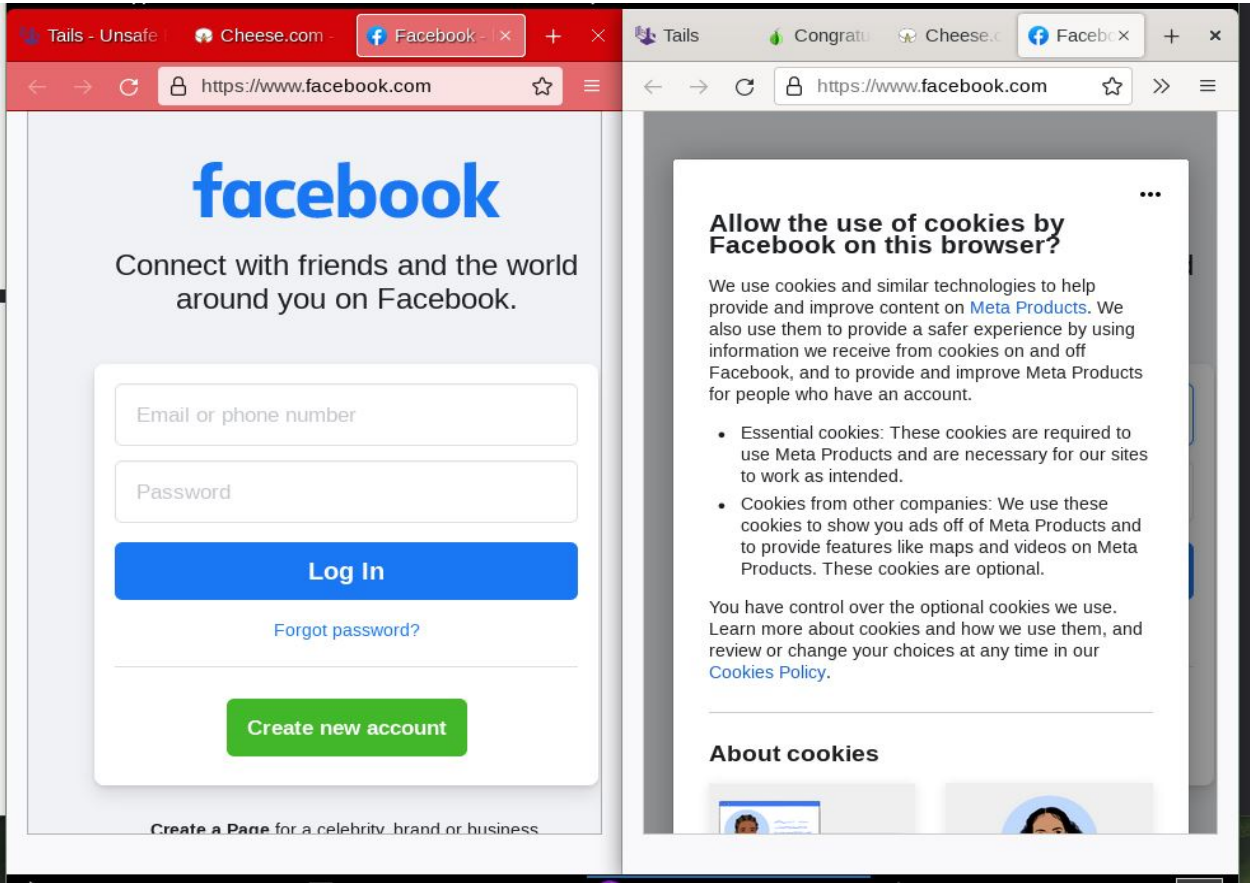 Tails - Unsafe
Cheese.com -
Facebook -
https://www.facebook.com
facebook
Connect with friends and the world
around you on Facebook.
Email or phone number
Password
Log In
Forgot password?
Create new account
Create a Page for a celebrity, brand or business
Tails
Congratu
Cheese.c
Facebo
https://www.facebook.com
Allow the use of cookies by
Facebook on this browser?
We use cookies and similar technologies to help
provide and improve content on Meta Products. We
also use them to provide a safer experience by using
information we receive from cookies on and off
Facebook, and to provide and improve Meta Products
for people who have an account.
• Essential cookies: These cookies are required to
use Meta Products and are necessary for our sites
to work as intended.
• Cookies from other companies: We use these
cookies to show you ads off of Meta Products and
to provide features like maps and videos on Meta
Products. These cookies are optional.
You have control over the optional cookies we use.
Learn more about cookies and how we use them, and
review or change your choices at any time in our
Cookies Policy.
About cookies